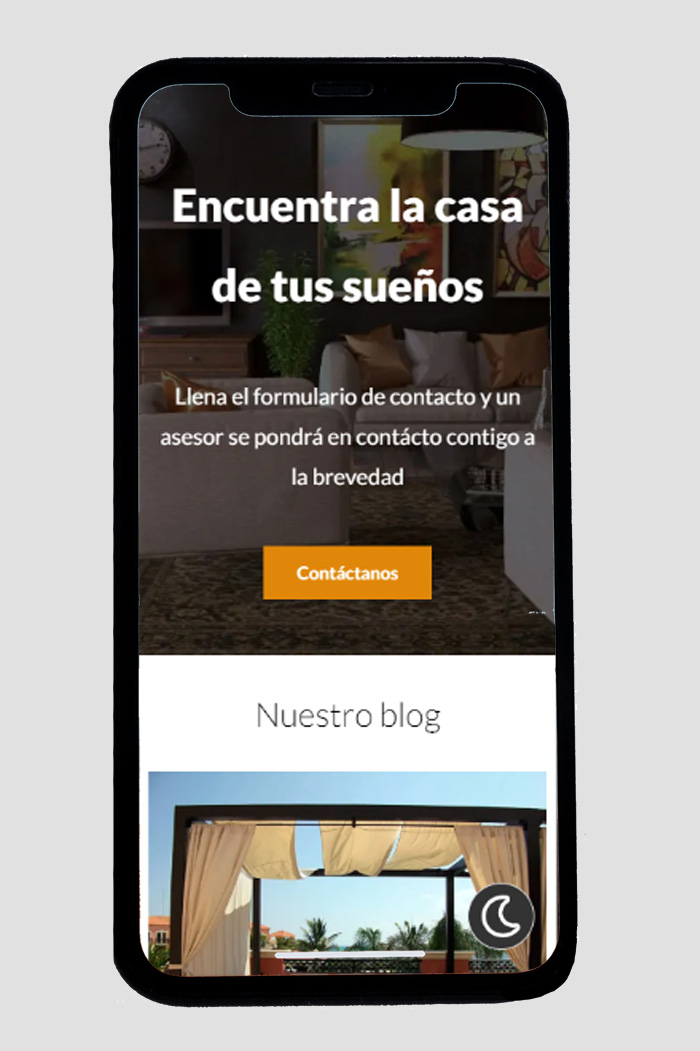 Encuentra la casa
de tus sueños
Llena el formulario de contacto y un
asesor se pondrá en contácto contigo a
la brevedad
Contáctanos
Nuestro blog